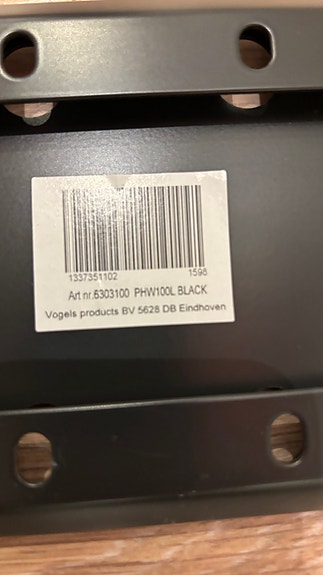 1337351102 1598
Art nr.6303100 PHW100L BLACK
Vogels products BV 5628 DB Eindhoven